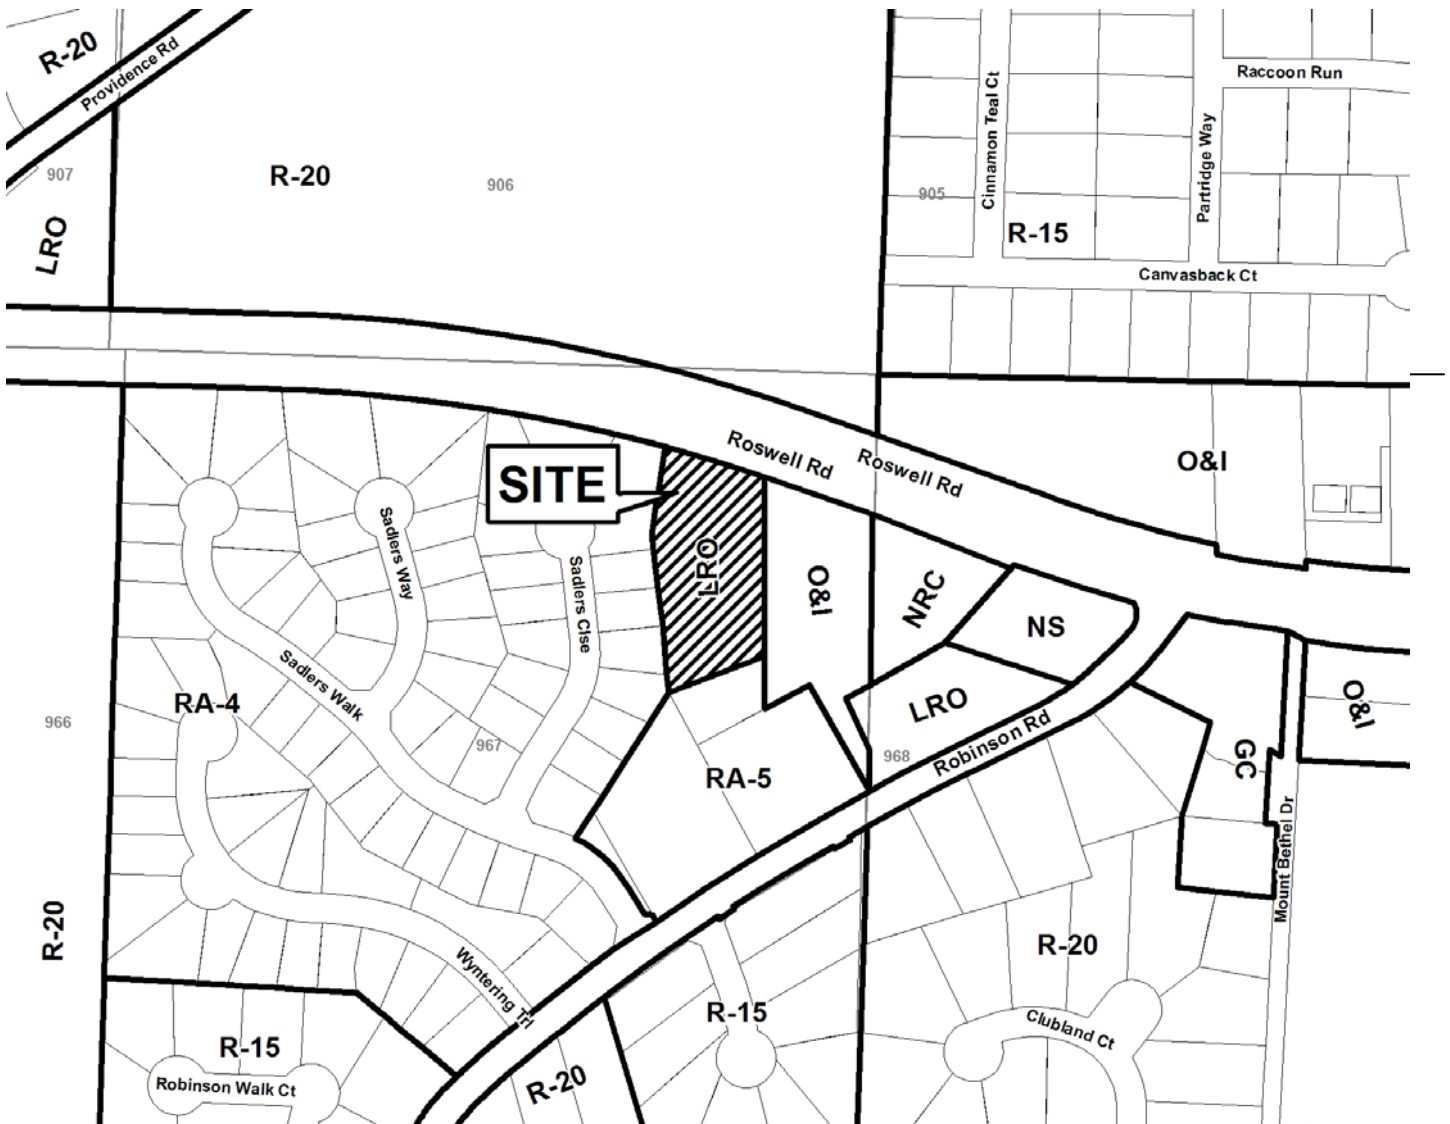 R-20
Providence Rd
Raccoon Run
Cinnamon Teal Ct
Partridge Way
907
R-20
906
905
LRO
R-15
Canvasback Ct
Roswell Rd
Roswell Rd
O&I
SITE
Sadlers Way
Sadlers Clse
LRO
O&I
NRC
NS
Sadlers Walk
RA-4
966
967
LRO
O&I
Robinson Rd
968
GC
RA-5
Mount Bethel Dr
R-20
R-20
Wyntering Trl
R-15
Clubland Ct
R-15
Robinson Walk Ct
R-20